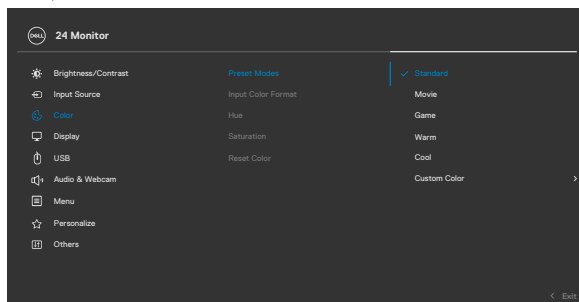 DELL 24 Monitor
Brightness/Contrast Preset Modes Standard
Input Source Input Color Format Movie
Color Hue Game
Display Saturation Warm
USB Reset Color Cool
Audio & Webcam Custom Color
Menu
Personalize
Others
Exit